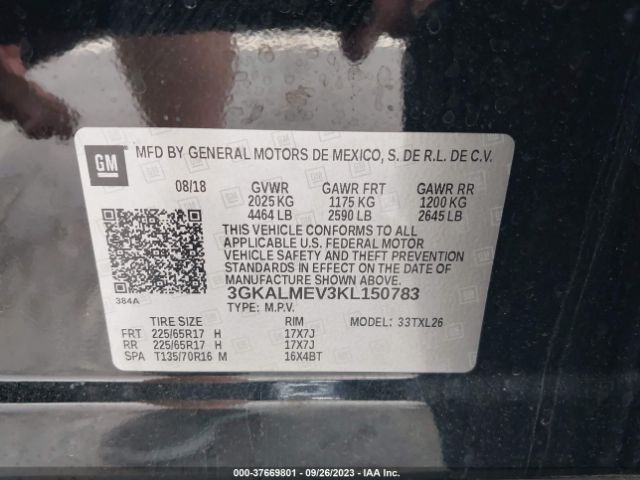 GM
MFD BY GENERAL MOTORS DE MEXICO, S. DE R.L. DE C.V.
08/18 GVWR GAWR FRT GAWR RR
2025 KG 1175 KG 1200 KG
4464 LB 2590 LB 2645 LB
THIS VEHICLE CONFORMS TO ALL
APPLICABLE U.S. FEDERAL MOTOR
VEHICLE SAFETY AND THEFT
PREVENTION STANDARDS IN EFFECT
ON THE DATE OF MANUFACTURE
SHOWN ABOVE.
384A
3GKALMEV3KL150783
TYPE: M.P.V.
TIRE SIZE RIM MODEL: 33TXL26
FRT 225/65R17 H 17X7J
RR 225/65R17 H 17X7J
SPA T135/70R16 M 16X4BT
000-37669801 - 09/26/2023 - IAA Inc.